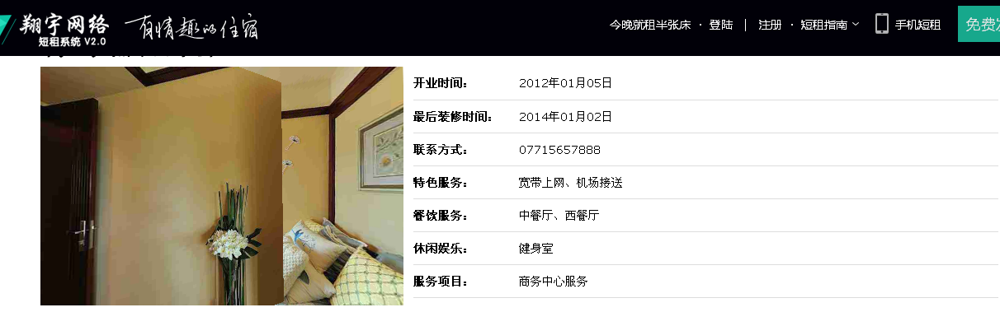 翔宇网络
短租系统 V2.0
有情趣的住宿
今晚就租半张床 · 登陆 | 注册 · 短租指南 手机短租 免费
开业时间： 2012年01月05日
最后装修时间： 2014年01月02日
联系方式： 07715657888
特色服务： 宽带上网、机场接送
餐饮服务： 中餐厅、西餐厅
休闲娱乐： 健身室
服务项目： 商务中心服务